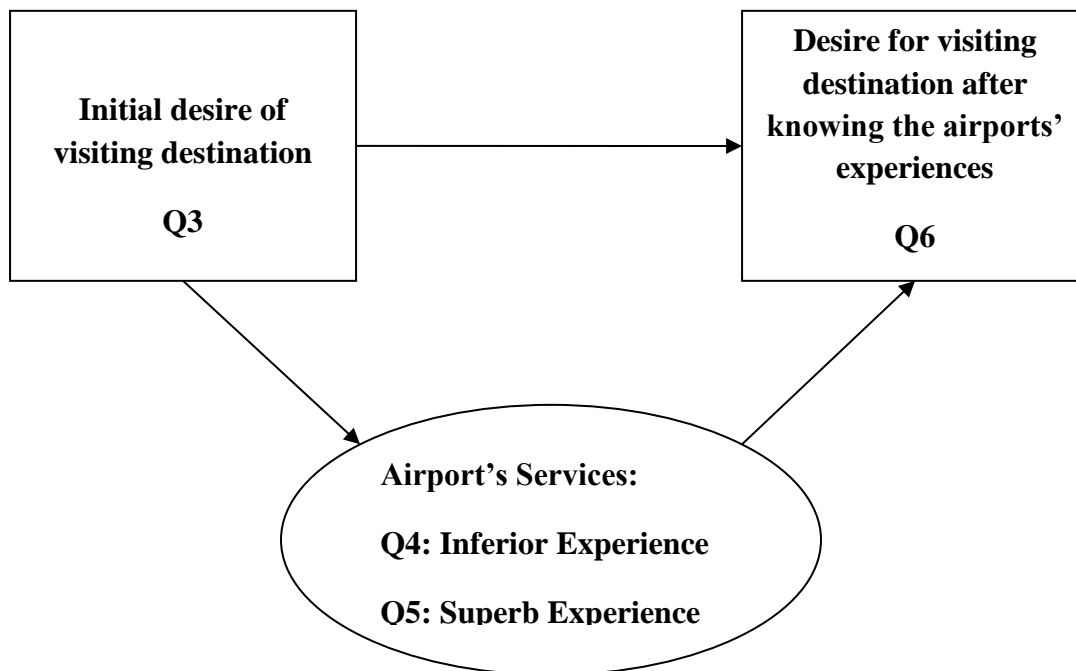 Initial desire of
visiting destination
Q3
Desire for visiting
destination after
knowing the airports’
experiences
Q6
Airport’s Services:
Q4: Inferior Experience
Q5: Superb Experience